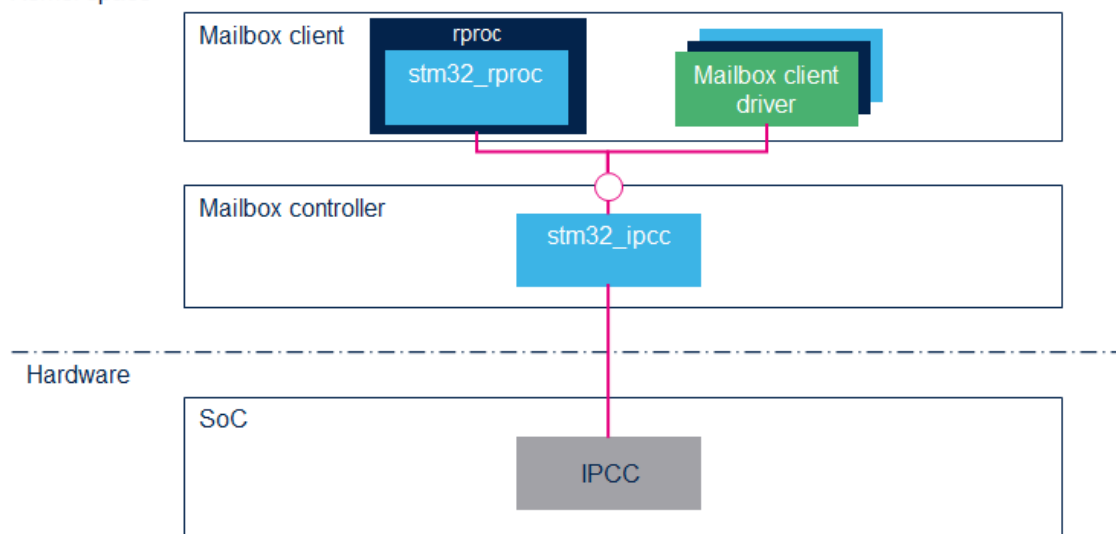 Mailbox client
rproc
stm32_rproc
Mailbox client
driver
Mailbox controller
stm32_ipcc
Hardware
SoC
IPCC